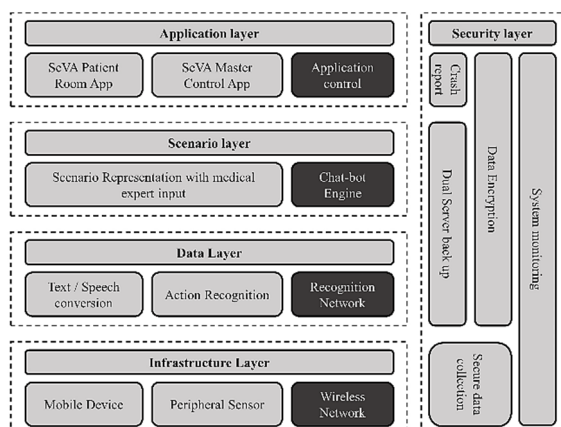 Application layer
SeVA Patient
Room App
SeVA Master
Control App
Application
control
Scenario layer
Scenario Representation with medical
expert input
Chat-bot
Engine
Data Layer
Text / Speech
conversion
Action Recognition
Recognition
Network
Infrastructure Layer
Mobile Device
Peripheral Sensor
Wireless
Network
Security layer
Crash
report
Dual Server back up
Data Encryption
System monitoring
Secure data
collection